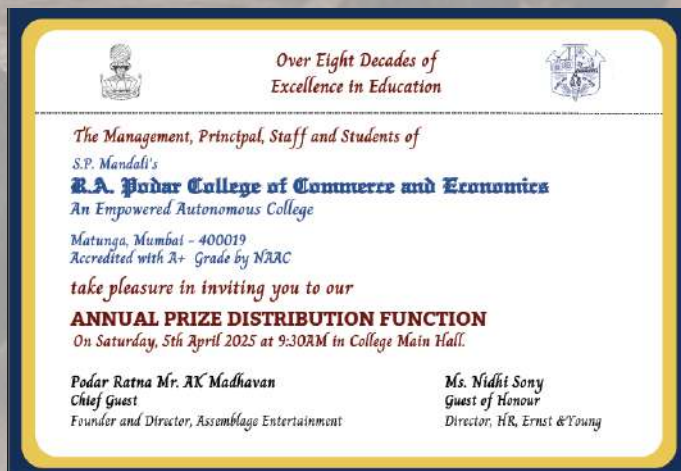 Over Eight Decades of
Excellence in Education
The Management, Principal, Staff and Students of
S.P. Mandali's
R.A. Podar College of Commerce and Economics
An Empowered Autonomous College
Matunga, Mumbai - 400019
Accredited with A+ Grade by NAAC
take pleasure in inviting you to our
ANNUAL PRIZE DISTRIBUTION FUNCTION
On Saturday, 5th April 2025 at 9:30AM in College Main Hall.
Podar Ratna Mr. AK Madhavan
Chief Guest
Founder and Director, Assemblage Entertainment
Ms. Nidhi Sony
Guest of Honour
Director, HR, Ernst &Young